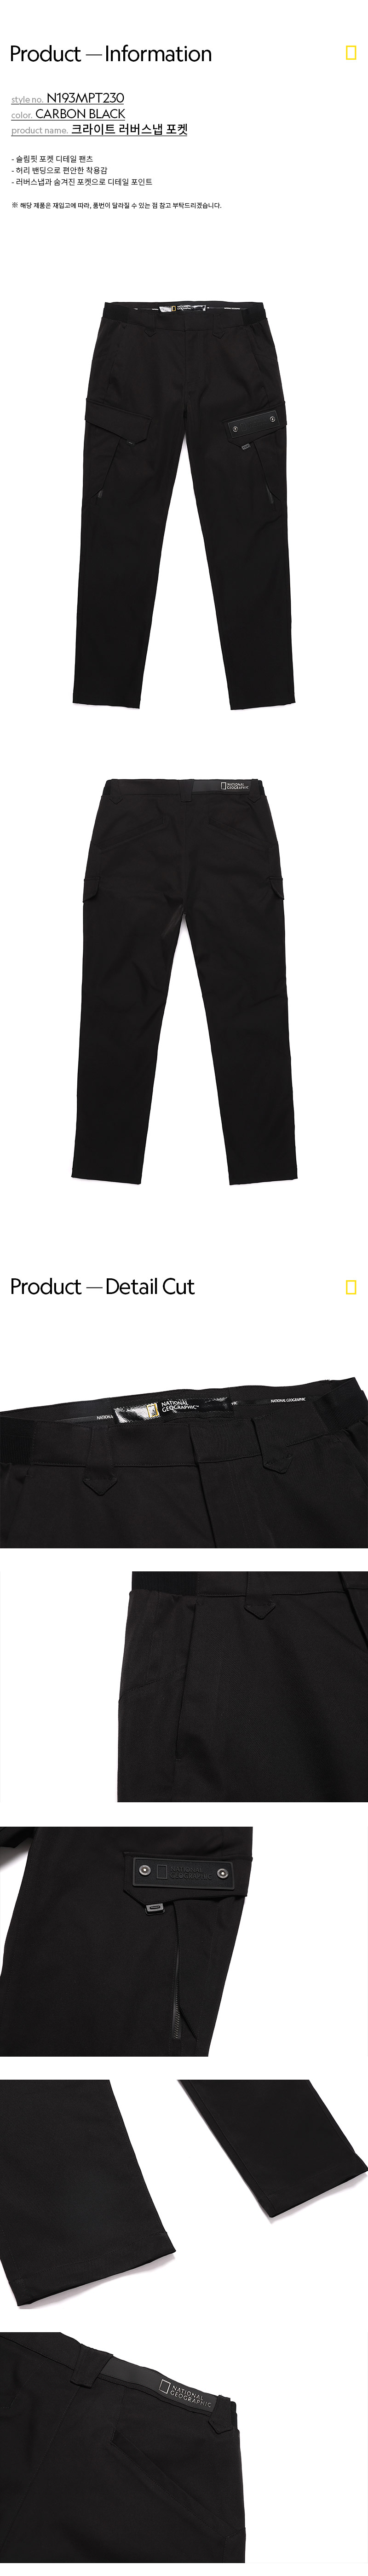 Product — Information
style no. N193MPT230
color. CARBON BLACK
product name. 크라이트 러버스냅 포켓
- 슬림핏 포켓 디테일 팬츠
- 허리 밴딩으로 편안한 착용감
- 러버스냅과 숨겨진 포켓으로 디테일 포인트
※ 해당 제품은 재입고에 따라, 품번이 달라질 수 있는 점 참고 부탁드리겠습니다.
NATIONAL
GEOGRAPHIC
Product — Detail Cut
NATIONAL
GEOGRAPHIC
NATIONAL GEOGRAPHIC
NATIONAL
GEOGRAPHIC
NATIONAL
GEOGRAPHIC